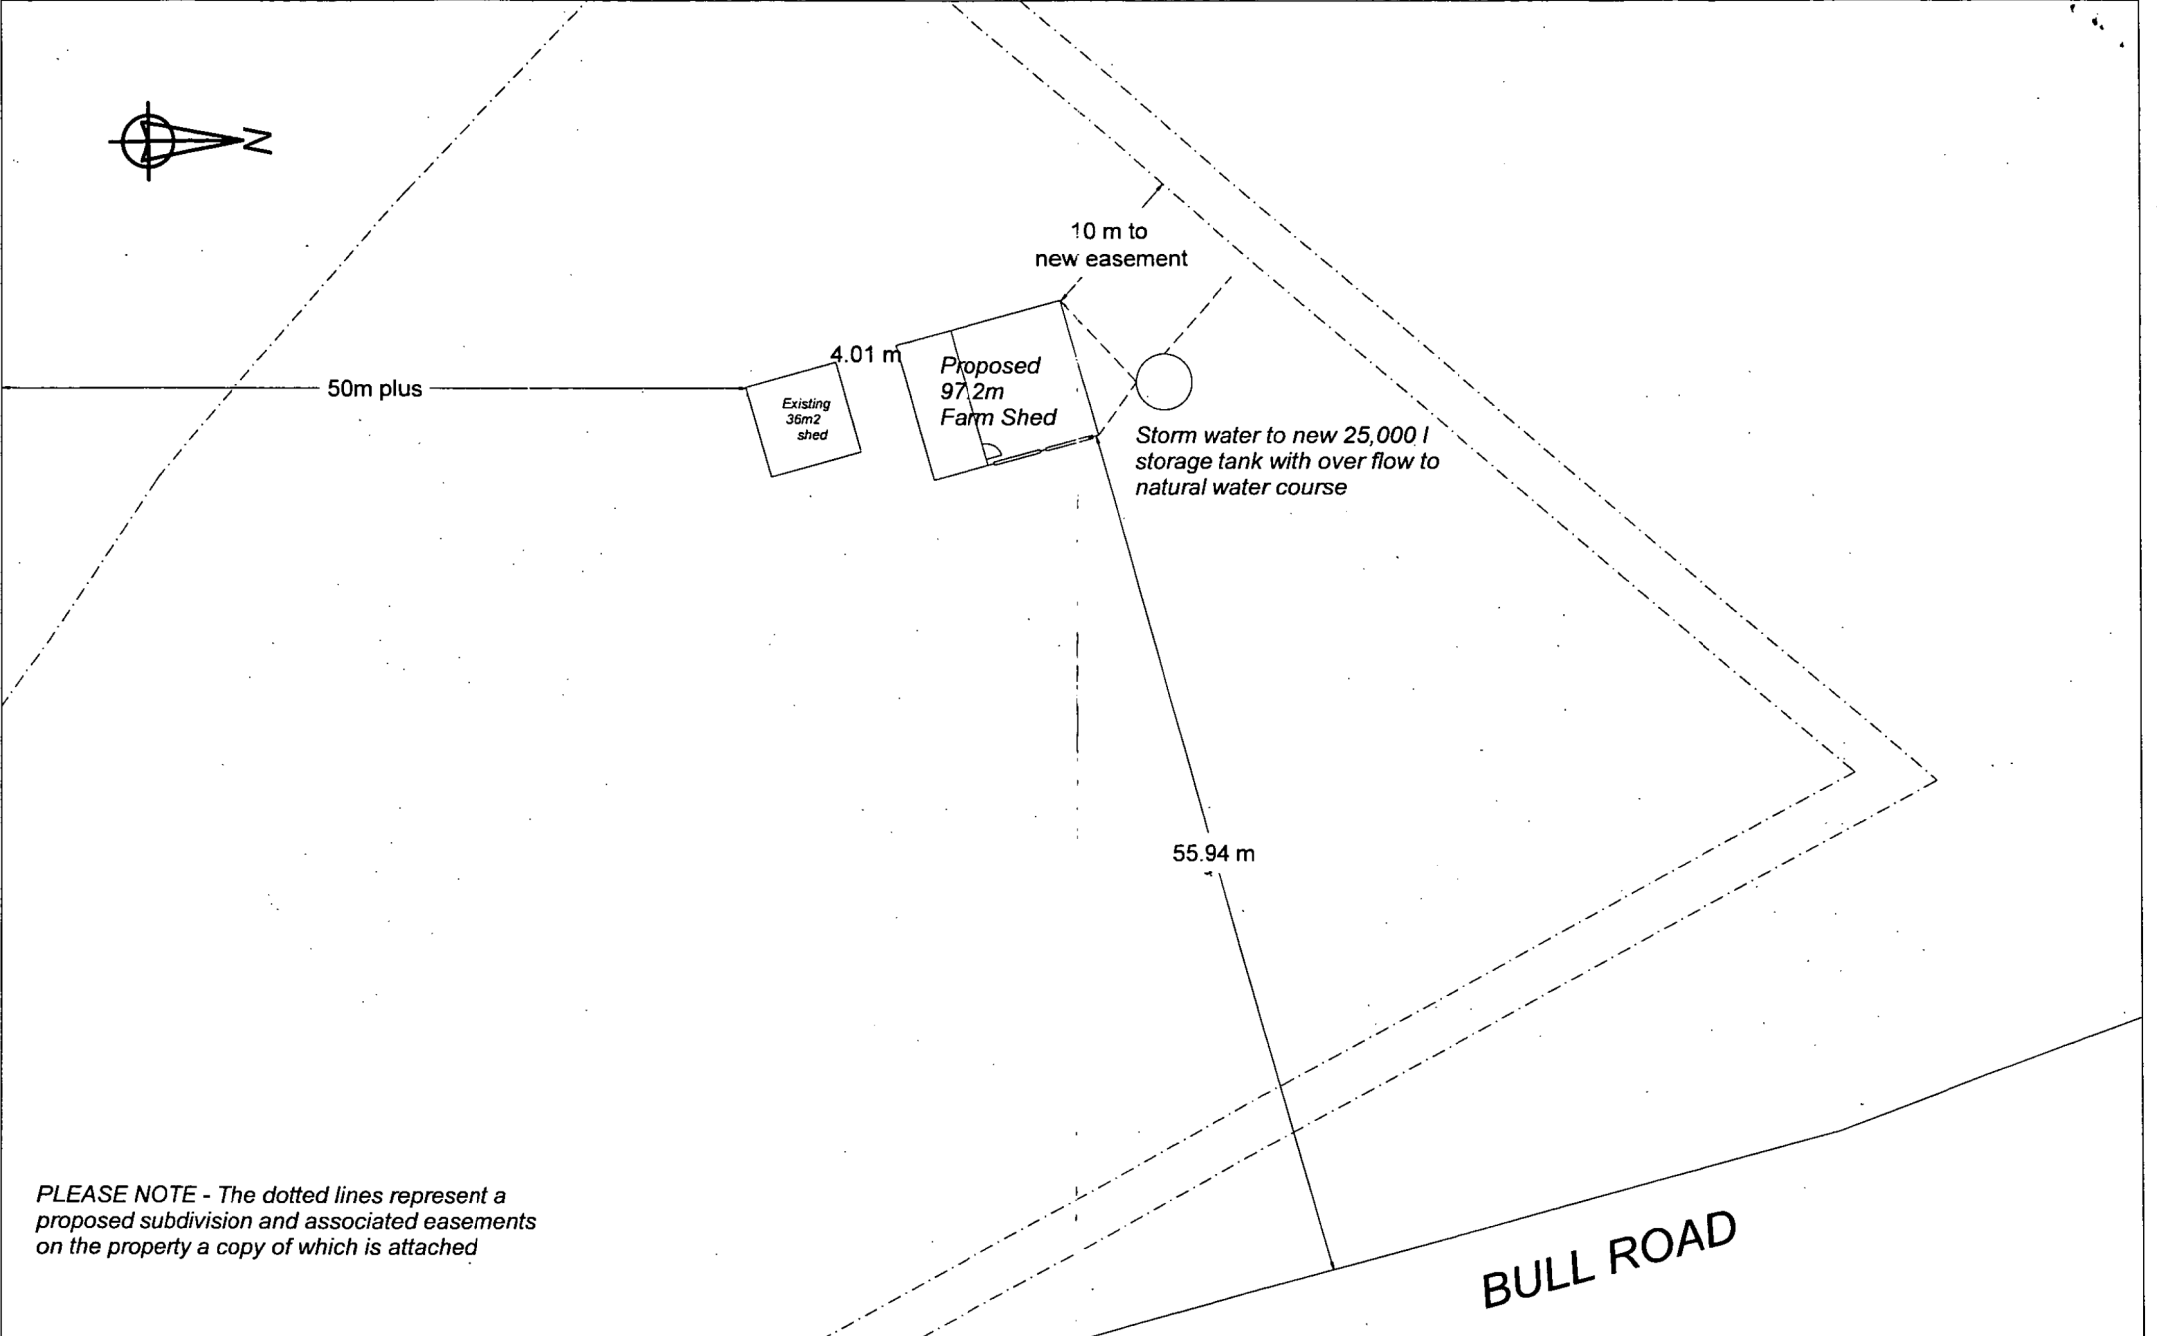 N
10 m to
new easement
4.01 m
Proposed
97.2m
Farm Shed
50m plus
Existing
36m2
shed
Storm water to new 25,000 l
storage tank with over flow to
natural water course
55.94 m
PLEASE NOTE - The dotted lines represent a
proposed subdivision and associated easements
on the property a copy of which is attached
BULL ROAD